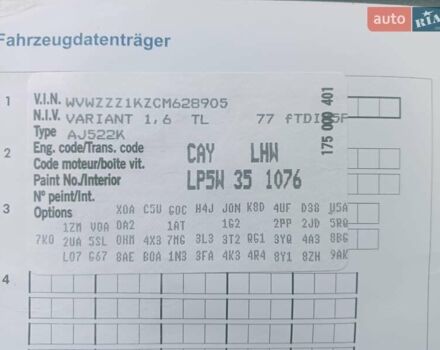 auto RIA
Fahrzeugdatenträger
1
V.I.N. WVWZZZ1KZCM628905
N.I.V. VARIANT 1,6 TL 77 fTDI
Type AJ522K
175 000 401
Eng. code/Trans. code CAY LHW
2
Code moteur/boite vit.
Paint No./Interior LP5W 35 1076
N° peint/Int.
3
Options X0A C5U G0C H4J J0N K8D 4UF D38 U5A
1ZM V0A 0A2 1AT 1G2 2PP 2JD 5RQ
7K0 2UA 5SL 0HM 4X3 7MG 3L3 3T2 QG1 3YQ 4A3 8BG
L07 G67 8AE B0A 1N3 3FA 4K3 4R4 8Y1 8ZH 9AK
4